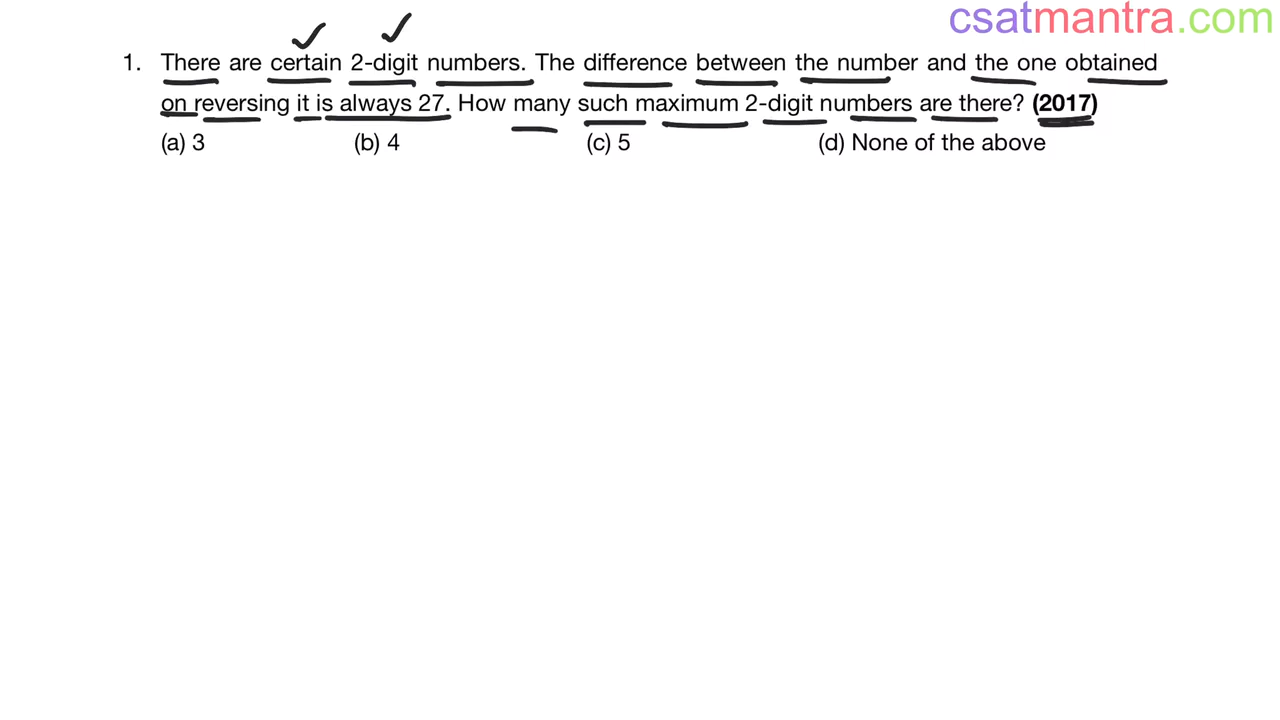 csatmantra.com
1. There are certain 2-digit numbers. The difference between the number and the one obtained
on reversing it is always 27. How many such maximum 2-digit numbers are there? (2017)
(a) 3 (b) 4 (c) 5 (d) None of the above